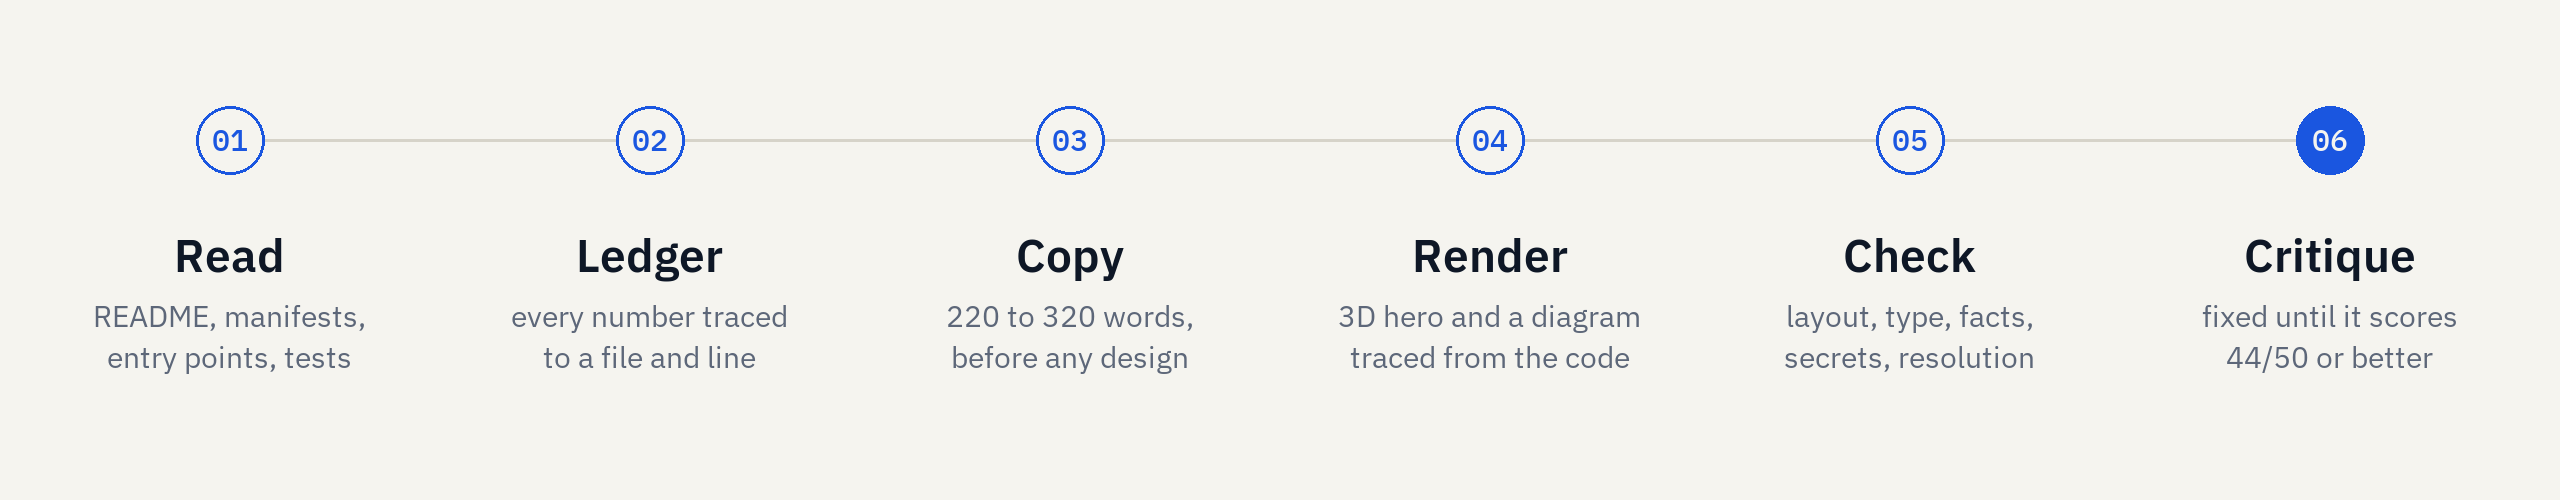 01
Read
README, manifests,
entry points, tests
02
Ledger
every number traced
to a file and line
03
Copy
220 to 320 words,
before any design
04
Render
3D hero and a diagram
traced from the code
05
Check
layout, type, facts,
secrets, resolution
06
Critique
fixed until it scores
44/50 or better